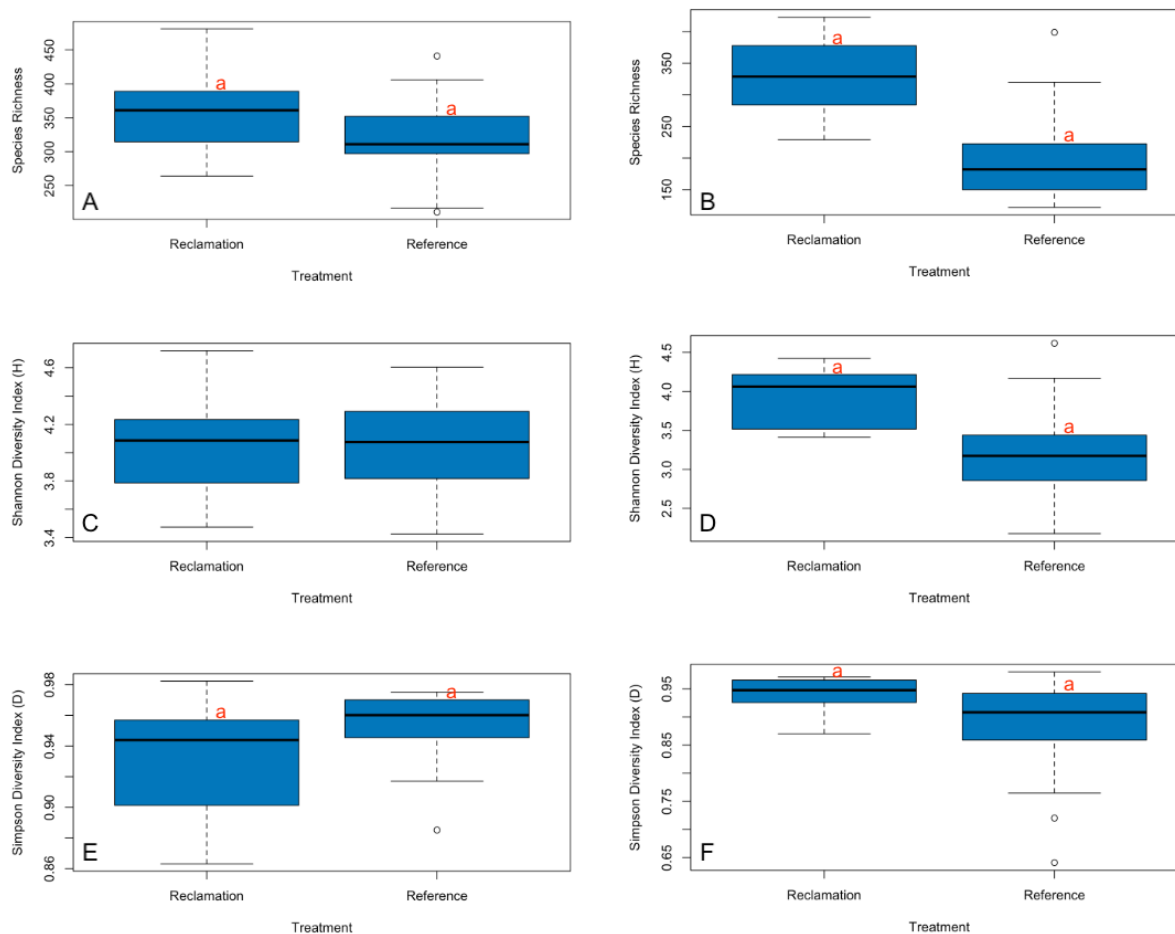 Species Richness
450
400
350
300
250
a
a
A
Reclamation
Reference
Treatment
Species Richness
350
250
150
a
a
B
Reclamation
Reference
Treatment
Shannon Diversity Index (H)
4.6
4.2
3.8
3.4
C
Reclamation
Reference
Treatment
Shannon Diversity Index (H)
4.5
4.0
3.5
3.0
2.5
a
a
D
Reclamation
Reference
Treatment
Simpson Diversity Index (D)
0.98
0.94
0.90
0.86
a
a
E
Reclamation
Reference
Treatment
Simpson Diversity Index (D)
0.95
0.85
0.75
0.65
a
a
F
Reclamation
Reference
Treatment